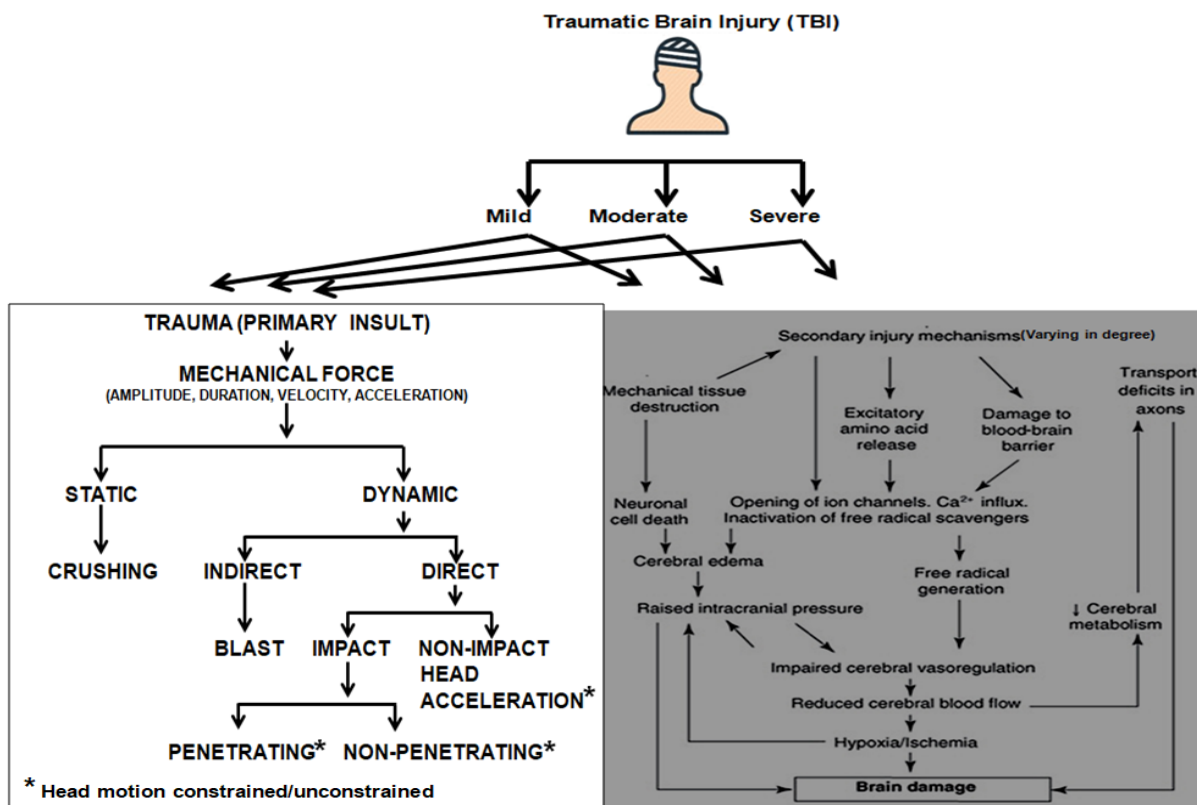 Traumatic Brain Injury (TBI)
Mild
Moderate
Severe
TRAUMA (PRIMARY INSULT)
MECHANICAL FORCE
(AMPLITUDE, DURATION, VELOCITY, ACCELERATION)
STATIC
DYNAMIC
CRUSHING
INDIRECT
DIRECT
BLAST
IMPACT
NON-IMPACT
HEAD
ACCELERATION*
PENETRATING*
NON-PENETRATING*
* Head motion constrained/unconstrained
Secondary injury mechanisms(Varying in degree)
Mechanical tissue
destruction
Excitatory
amino acid
release
Damage to
blood-brain
barrier
Transport
deficits in
axons
Neuronal
cell death
Opening of ion channels. Ca²⁺ influx.
Inactivation of free radical scavengers
Cerebral edema
Free radical
generation
Raised intracranial pressure
↓ Cerebral
metabolism
Impaired cerebral vasoregulation
Reduced cerebral blood flow
Hypoxia/Ischemia
Brain damage